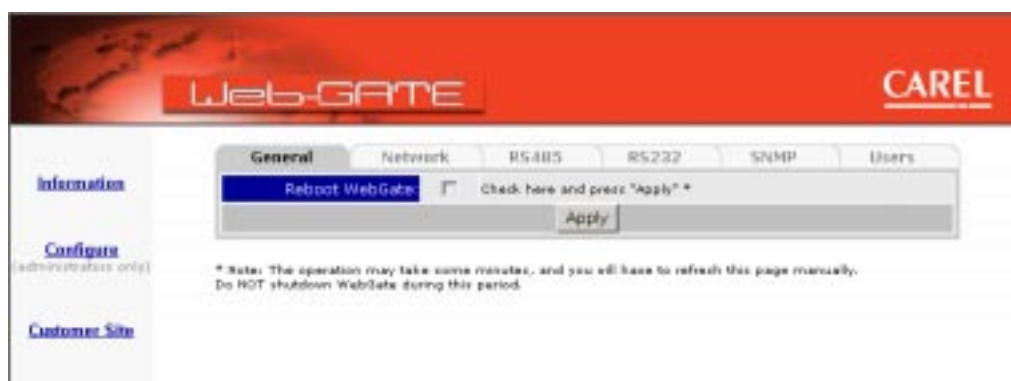 Web-GATE
CAREL
General Network RS485 RS232 SNMP Users
Information
Reboot WebGate: Check here and press "Apply" *
Apply
Configure
(administrators only)
* Note: The operation may take some minutes, and you will have to refresh this page manually.
Do NOT shutdown WebGate during this period.
Customer Site